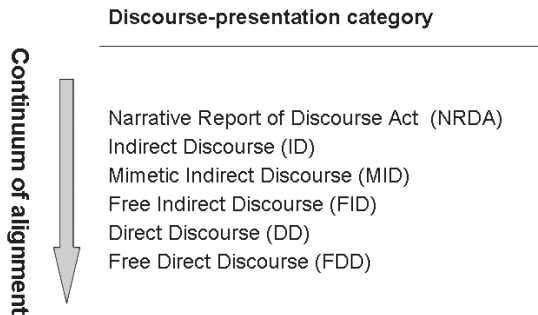 Discourse-presentation category
Continuum of alignment
Narrative Report of Discourse Act (NRDA)
Indirect Discourse (ID)
Mimetic Indirect Discourse (MID)
Free Indirect Discourse (FID)
Direct Discourse (DD)
Free Direct Discourse (FDD)